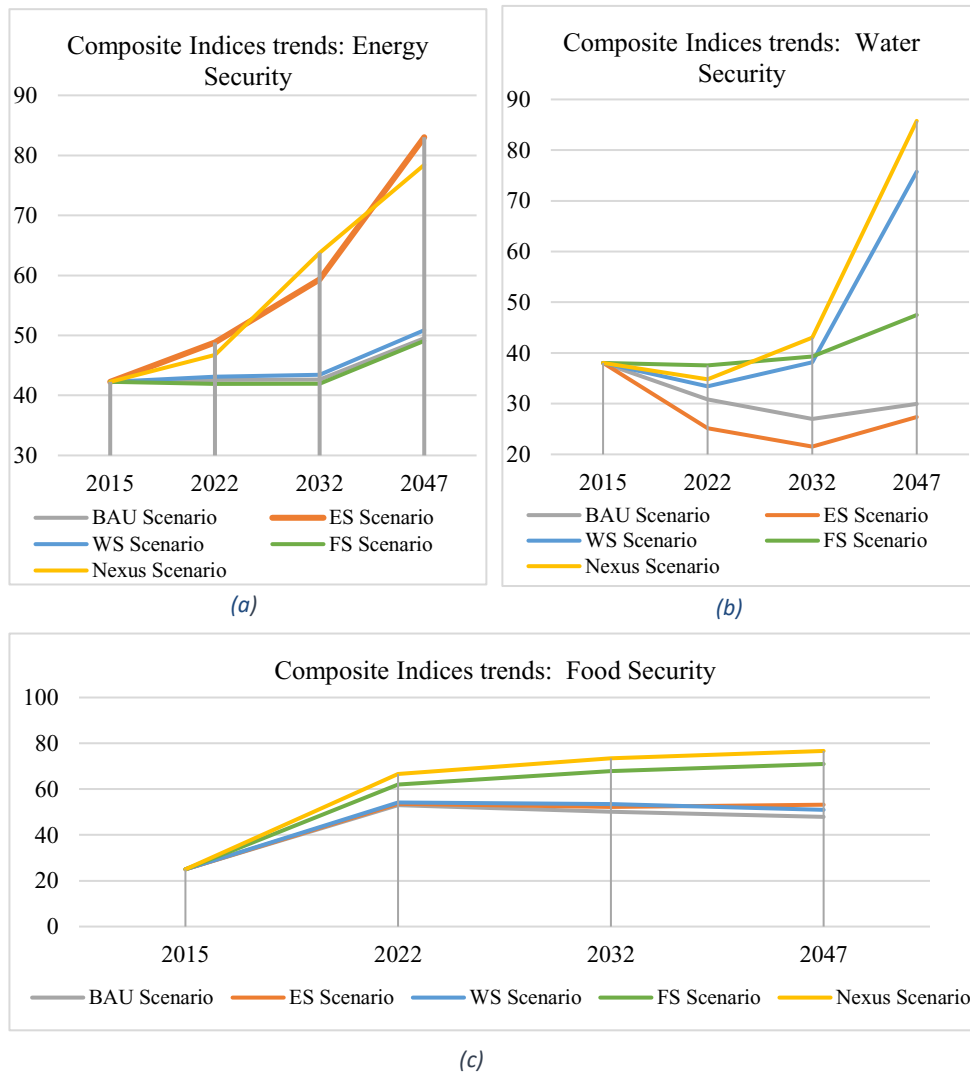 Composite Indices trends: Energy
Security
90
80
70
60
50
40
30
2015 2022 2032 2047
BAU Scenario ES Scenario
WS Scenario FS Scenario
Nexus Scenario
(a)
Composite Indices trends: Water
Security
90
80
70
60
50
40
30
20
2015 2022 2032 2047
BAU Scenario ES Scenario
WS Scenario FS Scenario
Nexus Scenario
(b)
Composite Indices trends: Food Security
100
80
60
40
20
0
2015 2022 2032 2047
BAU Scenario ES Scenario WS Scenario FS Scenario Nexus Scenario
(c)